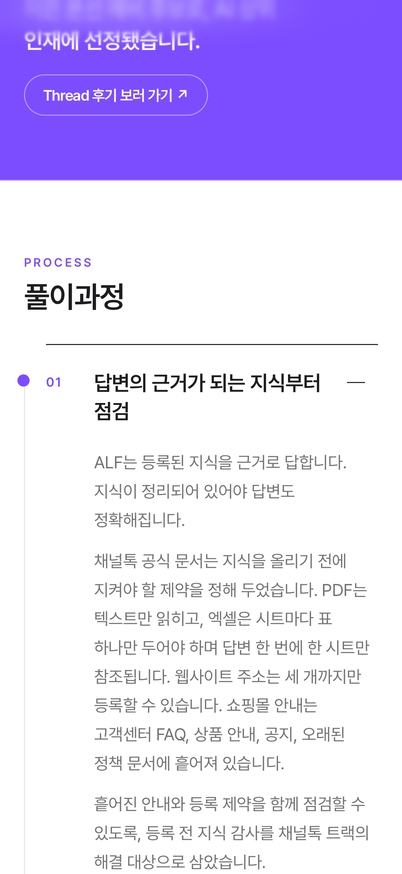 인재에 선정됐습니다.
Thread 후기 보러 가기 ↗
PROCESS
풀이과정
01
답변의 근거가 되는 지식부터
점검
ALF는 등록된 지식을 근거로 답합니다.
지식이 정리되어 있어야 답변도
정확해집니다.
채널톡 공식 문서는 지식을 올리기 전에
지켜야 할 제약을 정해 두었습니다. PDF는
텍스트만 읽히고, 엑셀은 시트마다 표
하나만 두어야 하며 답변 한 번에 한 시트만
참조됩니다. 웹사이트 주소는 세 개까지만
등록할 수 있습니다. 쇼핑몰 안내는
고객센터 FAQ, 상품 안내, 공지, 오래된
정책 문서에 흩어져 있습니다.
흩어진 안내와 등록 제약을 함께 점검할 수
있도록, 등록 전 지식 감사를 채널톡 트랙의
해결 대상으로 삼았습니다.